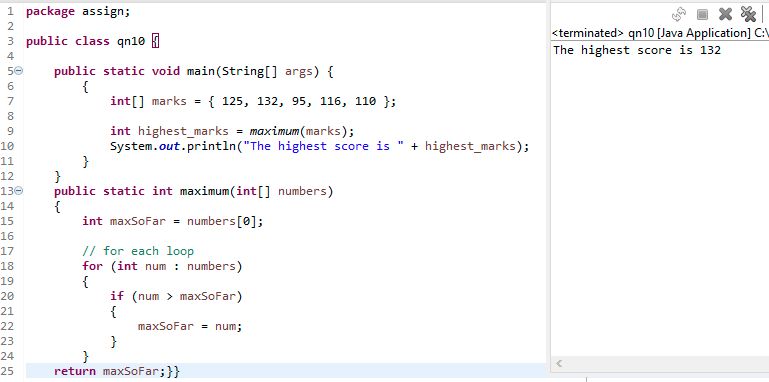 1 package assign;
2
3 public class qn10 {
4
5 public static void main(String[] args) {
6 {
7 int[] marks = { 125, 132, 95, 116, 110 };
8
9 int highest_marks = maximum(marks);
10 System.out.println("The highest score is " + highest_marks);
11 }
12 }
13 public static int maximum(int[] numbers)
14 {
15 int maxSoFar = numbers[0];
16
17 // for each loop
18 for (int num : numbers)
19 {
20 if (num > maxSoFar)
21 {
22 maxSoFar = num;
23 }
24 }
25 return maxSoFar;}}
<terminated> qn10 [Java Application] C:\
The highest score is 132